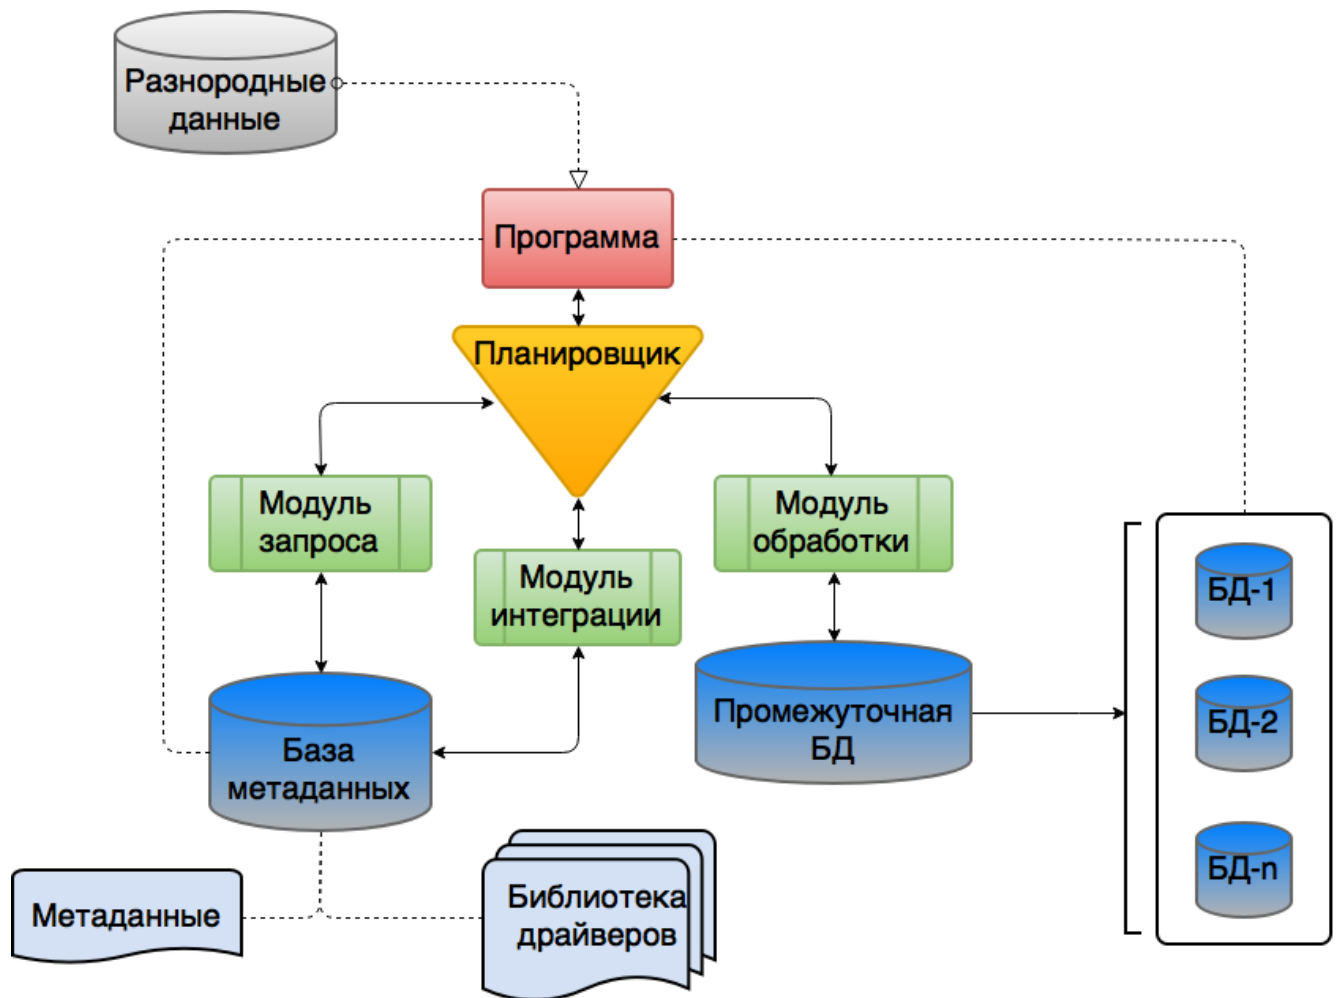 Разнородные
данные
Программа
Планировщик
Модуль
запроса
Модуль
интеграции
Модуль
обработки
База
метаданных
Промежуточная
БД
БД-1
БД-2
БД-n
Метаданные
Библиотека
драйверов